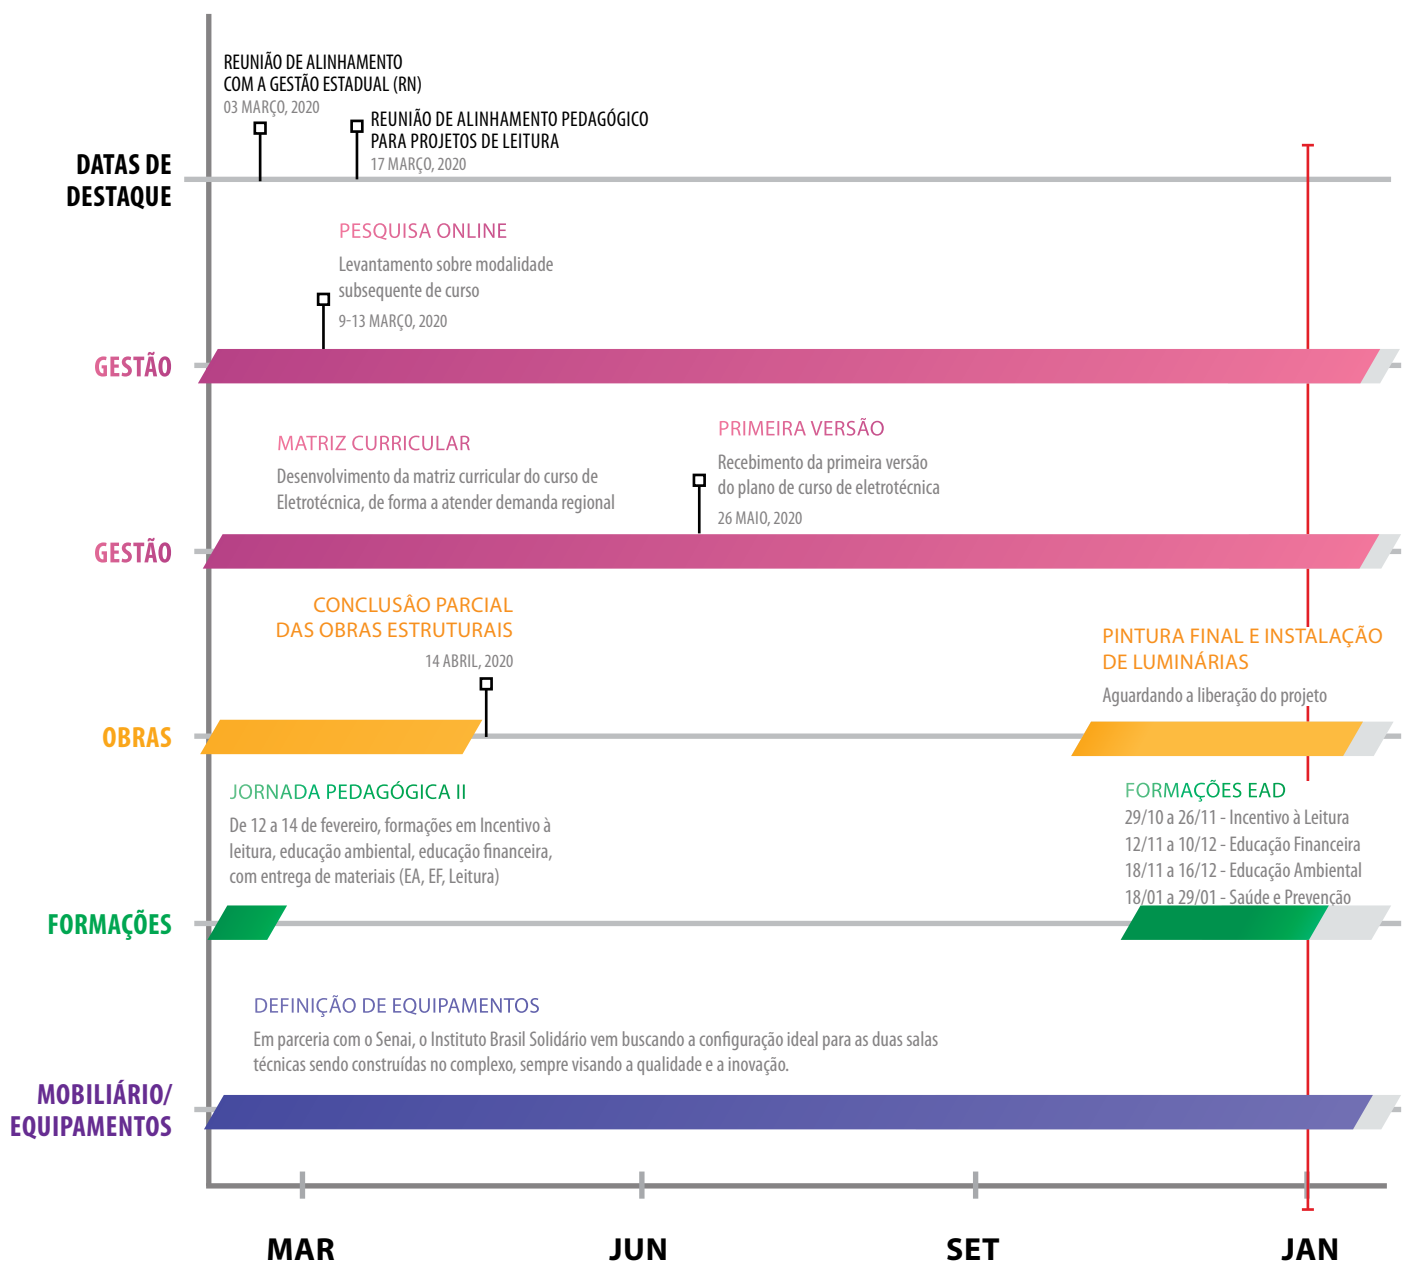 REUNIÃO DE ALINHAMENTO
COM A GESTÃO ESTADUAL (RN)
03 MARÇO, 2020
REUNIÃO DE ALINHAMENTO PEDAGÓGICO
PARA PROJETOS DE LEITURA
17 MARÇO, 2020
DATAS DE
DESTAQUE
PESQUISA ONLINE
Levantamento sobre modalidade
subsequente de curso
9-13 MARÇO, 2020
GESTÃO
MATRIZ CURRICULAR
Desenvolvimento da matriz curricular do curso de
Eletrotécnica, de forma a atender demanda regional
PRIMEIRA VERSÃO
Recebimento da primeira versão
do plano de curso de eletrotécnica
26 MAIO, 2020
GESTÃO
CONCLUSÂO PARCIAL
DAS OBRAS ESTRUTURAIS
14 ABRIL, 2020
PINTURA FINAL E INSTALAÇÃO
DE LUMINÁRIAS
Aguardando a liberação do projeto
OBRAS
JORNADA PEDAGÓGICA II
De 12 a 14 de fevereiro, formações em Incentivo à
leitura, educação ambiental, educação financeira,
com entrega de materiais (EA, EF, Leitura)
FORMAÇÕES EAD
29/10 a 26/11 - Incentivo à Leitura
12/11 a 10/12 - Educação Financeira
18/11 a 16/12 - Educação Ambiental
18/01 a 29/01 - Saúde e Prevenção
FORMAÇÕES
DEFINIÇÃO DE EQUIPAMENTOS
Em parceria com o Senai, o Instituto Brasil Solidário vem buscando a configuração ideal para as duas salas
técnicas sendo construídas no complexo, sempre visando a qualidade e a inovação.
MOBILIÁRIO/
EQUIPAMENTOS
MAR
JUN
SET
JAN